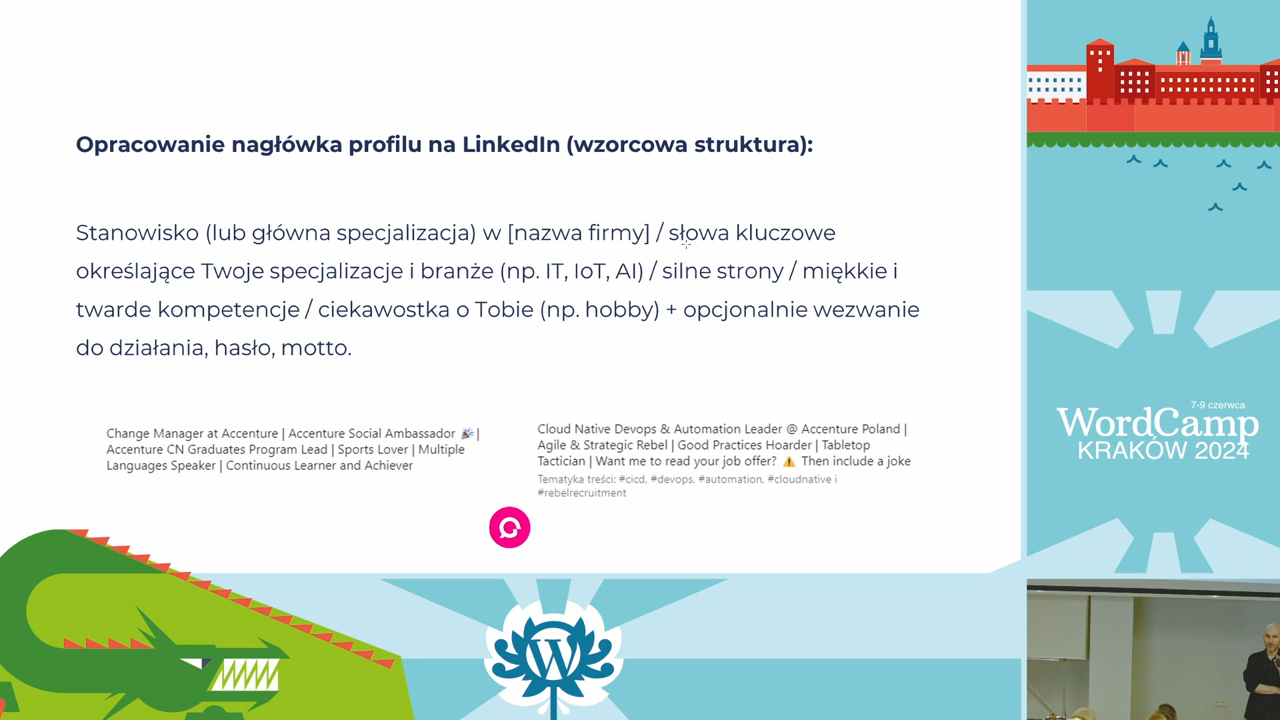 Opracowanie nagłówka profilu na LinkedIn (wzorcowa struktura):
Stanowisko (lub główna specjalizacja) w [nazwa firmy] / słowa kluczowe
określające Twoje specjalizacje i branże (np. IT, IoT, AI) / silne strony / miękkie i
twarde kompetencje / ciekawostka o Tobie (np. hobby) + opcjonalnie wezwanie
do działania, hasło, motto.
Change Manager at Accenture | Accenture Social Ambassador 🎉 |
Accenture CN Graduates Program Lead | Sports Lover | Multiple
Languages Speaker | Continuous Learner and Achiever
Cloud Native Devops & Automation Leader @ Accenture Poland |
Agile & Strategic Rebel | Good Practices Hoarder | Tabletop
Tactician | Want me to read your job offer? ⚠️ Then include a joke
Tematyka treści: #cicd, #devops, #automation, #cloudnative i
#rebelrecruitment
7-9 czerwca
WordCamp
KRAKÓW 2024
W